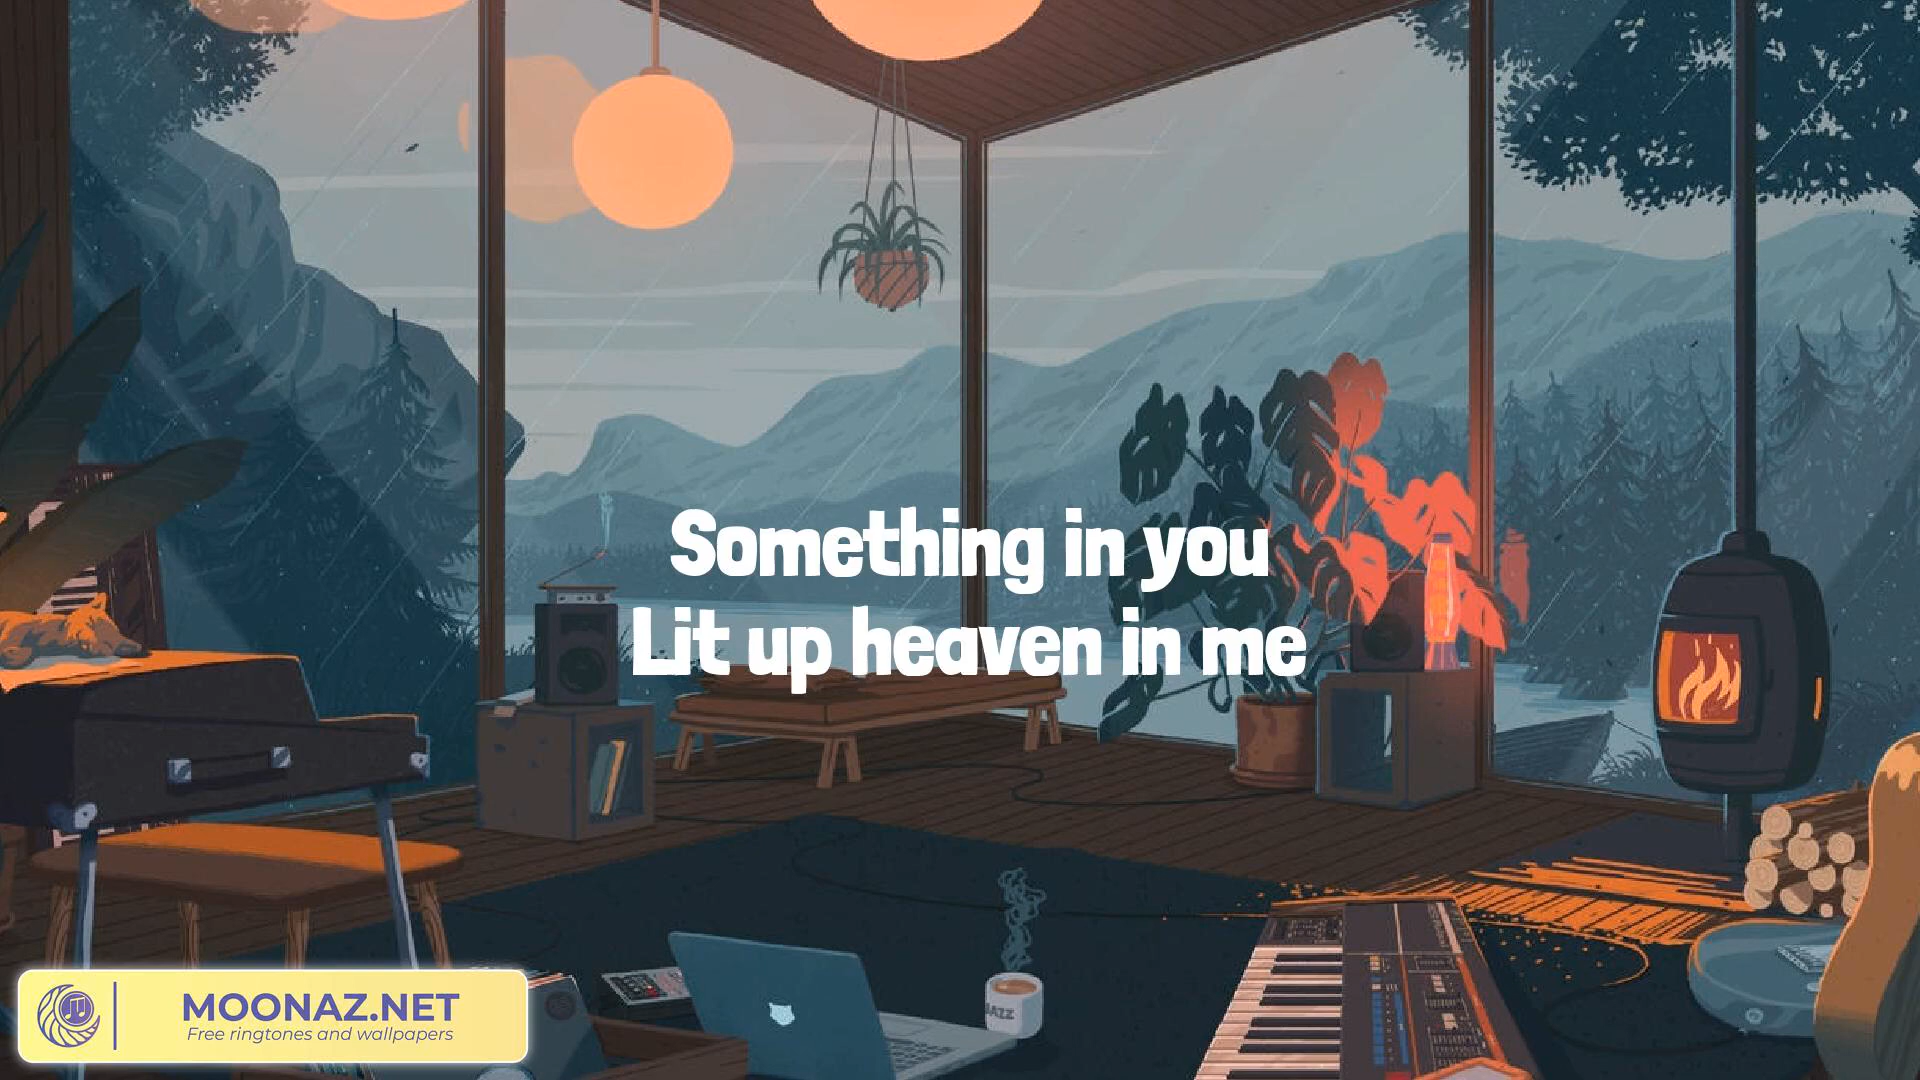 Something in you
Lit up heaven in me
JAZZ
MOONAZ.NET
Free ringtones and wallpapers